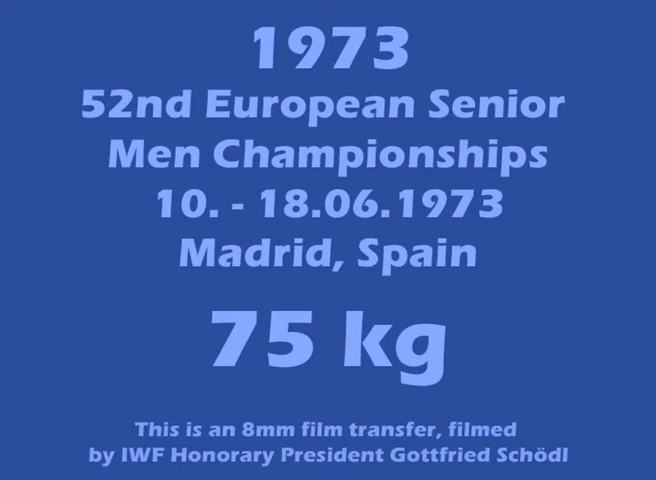 1973
52nd European Senior
Men Championships
10. - 18.06.1973
Madrid, Spain
75 kg
This is an 8mm film transfer, filmed
by IWF Honorary President Gottfried Schödl